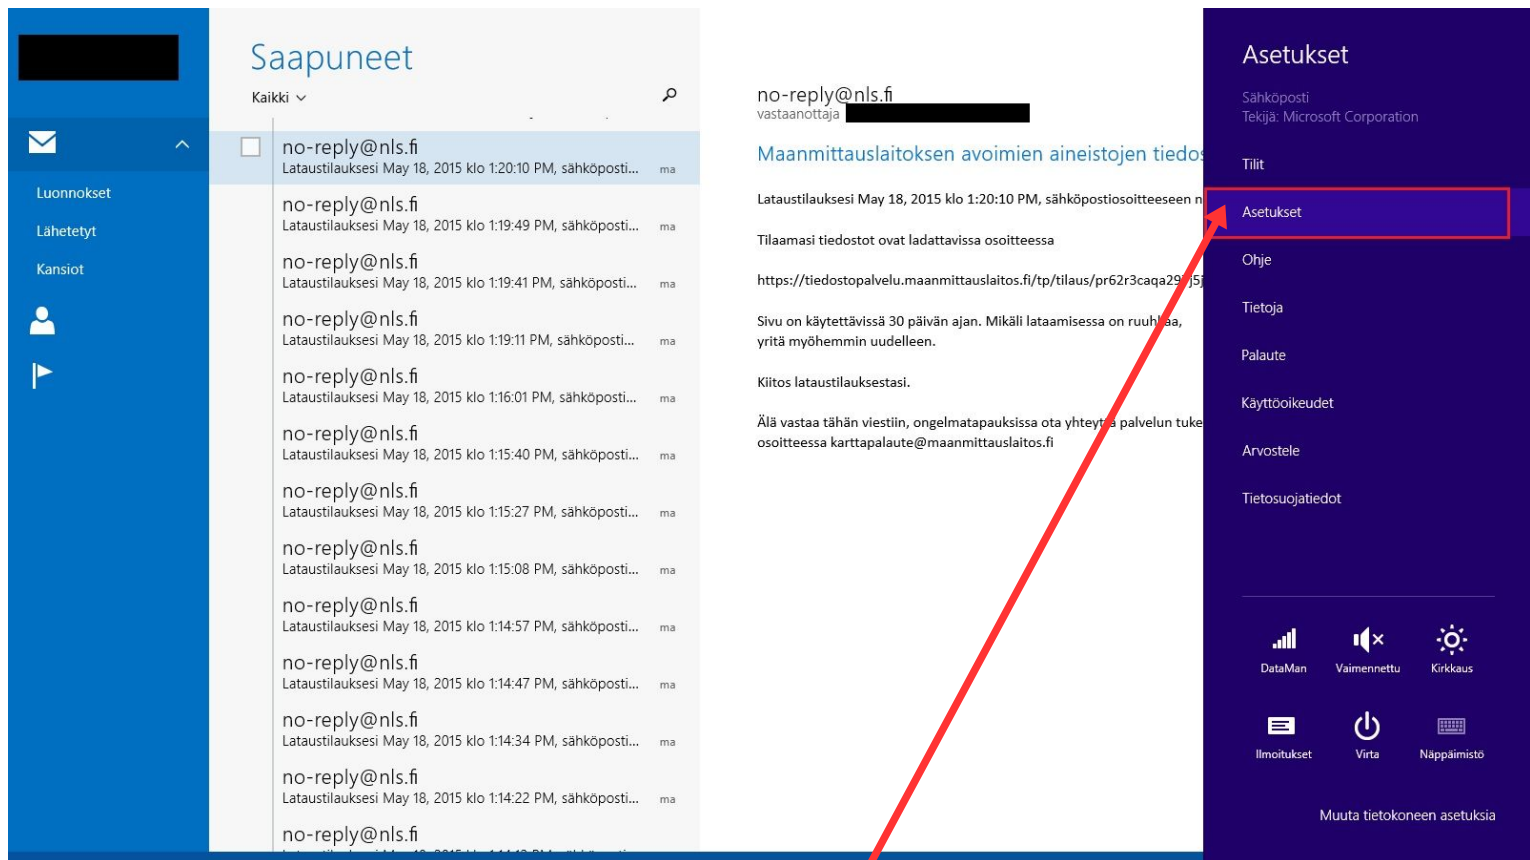 Saapuneet
Kaikki
Luonnokset
Lähetetyt
Kansiot
no-reply@nls.fi
Lataustilauksesi May 18, 2015 klo 1:20:10 PM, sähköposti... ma
no-reply@nls.fi
Lataustilauksesi May 18, 2015 klo 1:19:49 PM, sähköposti... ma
no-reply@nls.fi
Lataustilauksesi May 18, 2015 klo 1:19:41 PM, sähköposti... ma
no-reply@nls.fi
Lataustilauksesi May 18, 2015 klo 1:19:11 PM, sähköposti... ma
no-reply@nls.fi
Lataustilauksesi May 18, 2015 klo 1:16:01 PM, sähköposti... ma
no-reply@nls.fi
Lataustilauksesi May 18, 2015 klo 1:15:40 PM, sähköposti... ma
no-reply@nls.fi
Lataustilauksesi May 18, 2015 klo 1:15:27 PM, sähköposti... ma
no-reply@nls.fi
Lataustilauksesi May 18, 2015 klo 1:15:08 PM, sähköposti... ma
no-reply@nls.fi
Lataustilauksesi May 18, 2015 klo 1:14:57 PM, sähköposti... ma
no-reply@nls.fi
Lataustilauksesi May 18, 2015 klo 1:14:47 PM, sähköposti... ma
no-reply@nls.fi
Lataustilauksesi May 18, 2015 klo 1:14:34 PM, sähköposti... ma
no-reply@nls.fi
Lataustilauksesi May 18, 2015 klo 1:14:22 PM, sähköposti... ma
no-reply@nls.fi
no-reply@nls.fi
vastaanottaja
Maanmittauslaitoksen avoimien aineistojen tiedos
Lataustilauksesi May 18, 2015 klo 1:20:10 PM, sähköpostiosoitteeseen n
Tilaamasi tiedostot ovat ladattavissa osoitteessa
https://tiedostopalvelu.maanmittauslaitos.fi/tp/tilaus/
Sivu on käytettävissä 30 päivän ajan. Mikäli lataamisessa on ruuhkaa,
yritä myöhemmin uudelleen.
Kiitos lataustilauksestasi.
Älä vastaa tähän viestiin, ongelmatapauksissa ota yhteyttä palvelun tuke
osoitteessa karttapalaute@maanmittauslaitos.fi
Asetukset
Sähköposti
Tekijä: Microsoft Corporation
Tilit
Asetukset
Ohje
Tietoja
Palaute
Käyttöoikeudet
Arvostele
Tietosuojatiedot
DataMan Vaimennettu Kirkkaus
Ilmoitukset Virta Näppäimistö
Muuta tietokoneen asetuksia